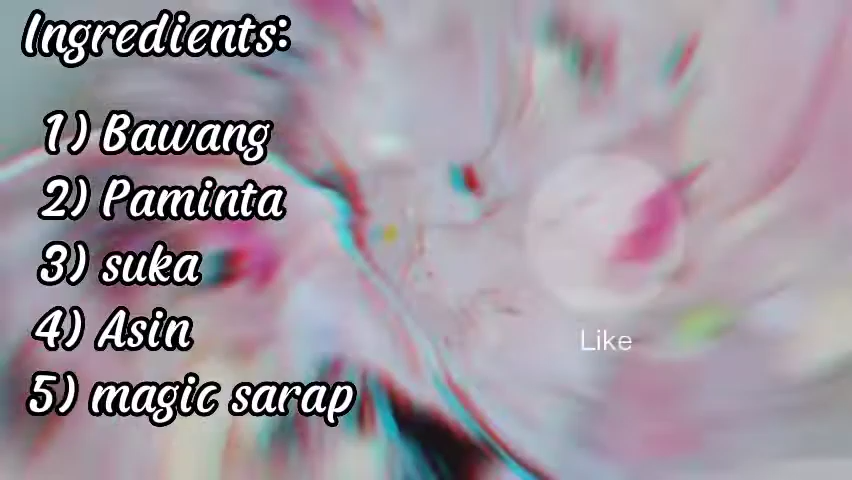 Ingredients:
1) Bawang
2) Paminta
3) suka
4) Asin
5) magic sarap
Like